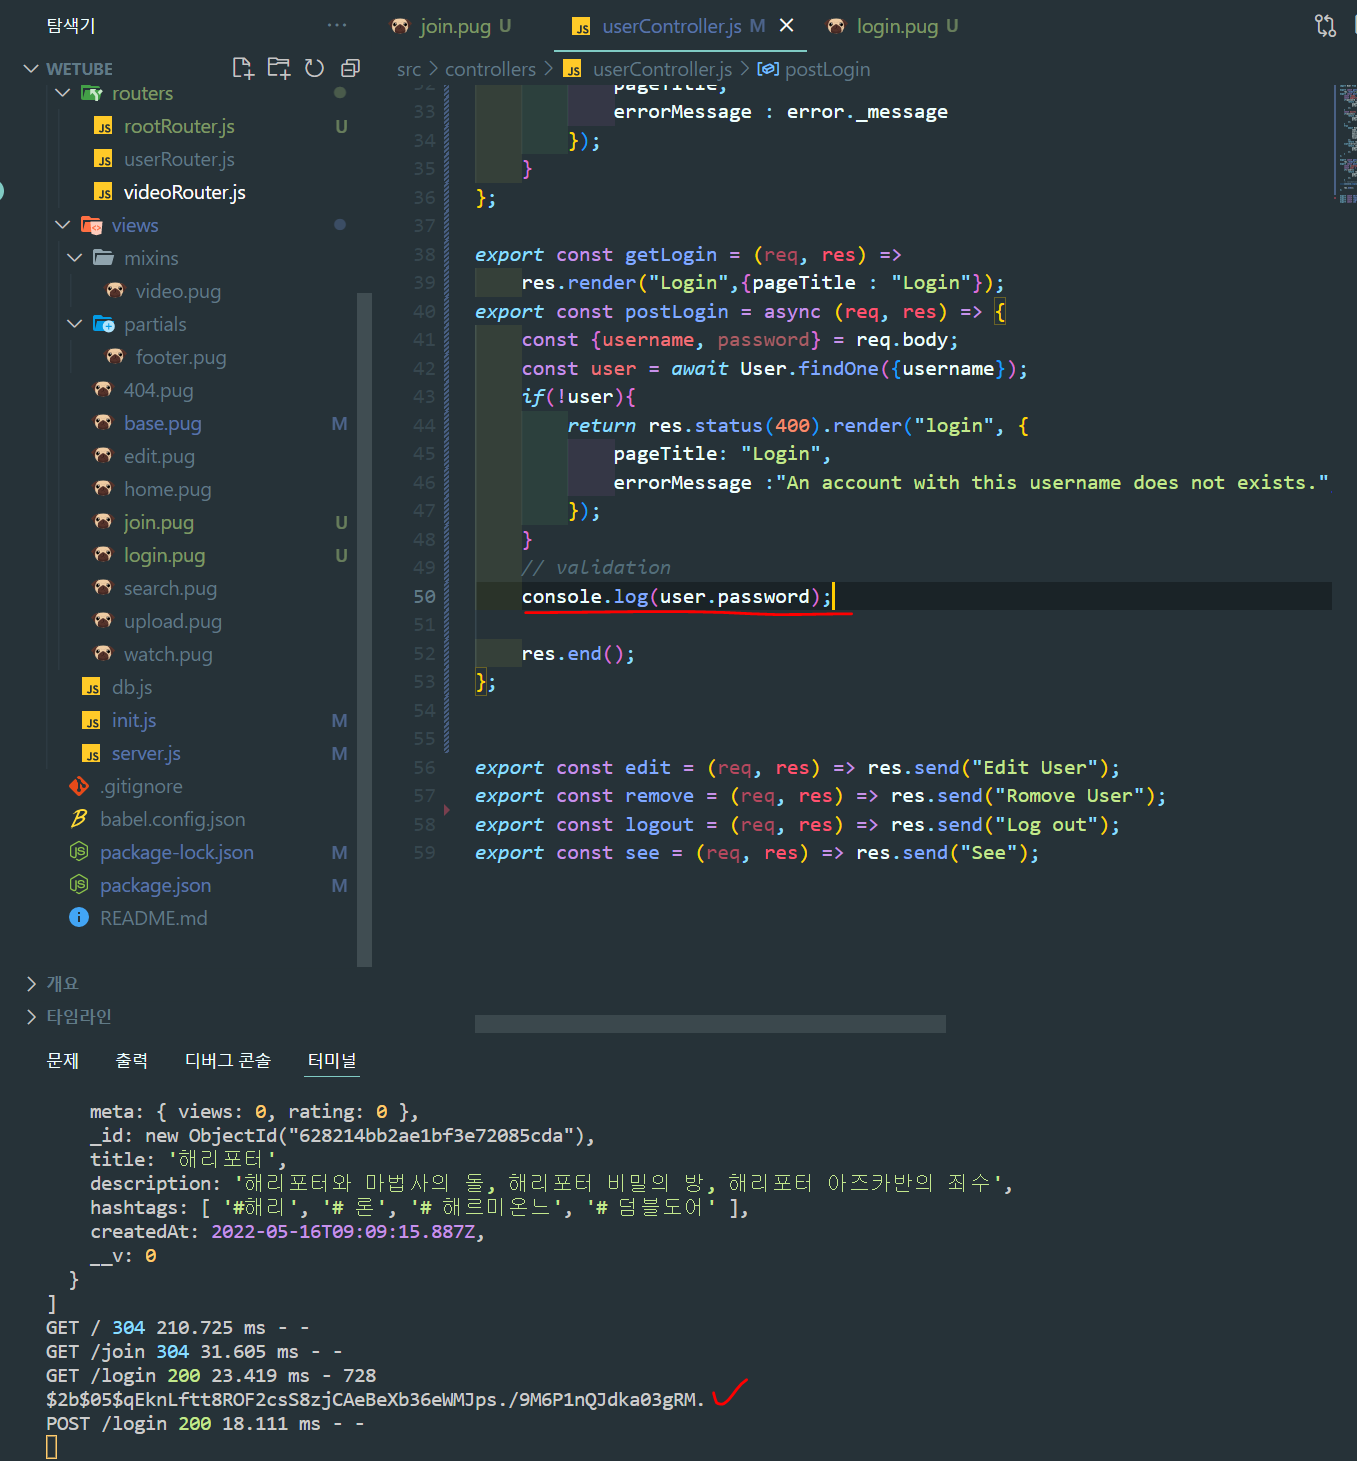 탐색기 ...
join.pug U
userController.js M
login.pug U
WETUBE
src > controllers > userController.js > postLogin
routers
rootRouter.js U
userRouter.js
videoRouter.js
views
mixins
video.pug
partials
footer.pug
404.pug
base.pug M
edit.pug
home.pug
join.pug U
login.pug U
search.pug
upload.pug
watch.pug
db.js
init.js M
server.js M
.gitignore
babel.config.json
package-lock.json M
package.json M
README.md
개요
타임라인
32 pageTitle,
33 errorMessage : error._message
34 });
35 }
36 };
37
38 export const getLogin = (req, res) =>
39 res.render("Login",{pageTitle : "Login"});
40 export const postLogin = async (req, res) => {
41 const {username, password} = req.body;
42 const user = await User.findOne({username});
43 if(!user){
44 return res.status(400).render("login", {
45 pageTitle: "Login",
46 errorMessage :"An account with this username does not exists."
47 });
48 }
49 // validation
50 console.log(user.password);
51
52 res.end();
53 };
54
55
56 export const edit = (req, res) => res.send("Edit User");
57 export const remove = (req, res) => res.send("Romove User");
58 export const logout = (req, res) => res.send("Log out");
59 export const see = (req, res) => res.send("See");
문제 출력 디버그 콘솔 터미널
meta: { views: 0, rating: 0 },
_id: new ObjectId("628214bb2ae1bf3e72085cda"),
title: '해리포터',
description: '해리포터와 마법사의 돌, 해리포터 비밀의 방, 해리포터 아즈카반의 죄수',
hashtags: [ '#해리', '# 론', '# 해르미온느', '# 덤블도어' ],
createdAt: 2022-05-16T09:09:15.887Z,
__v: 0
}
]
GET / 304 210.725 ms - -
GET /join 304 31.605 ms - -
GET /login 200 23.419 ms - 728
$2b$05$qEknLftt8ROF2csS8zjCAeBeXb36eWMJps./9M6P1nQJdka03gRM.
POST /login 200 18.111 ms - -